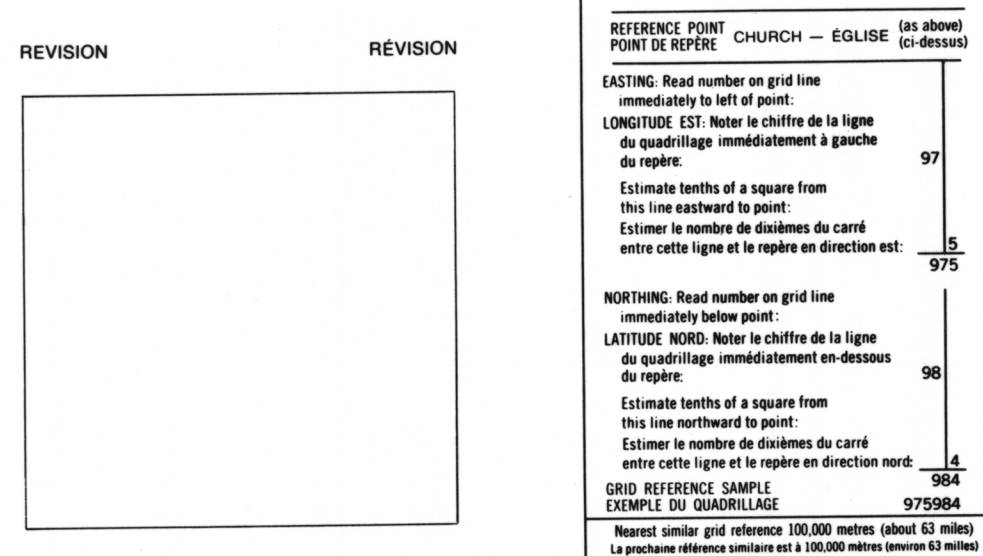 REVISION RÉVISION
REFERENCE POINT
POINT DE REPÈRE
CHURCH — ÉGLISE
(as above)
(ci-dessus)
EASTING: Read number on grid line
immediately to left of point:
LONGITUDE EST: Noter le chiffre de la ligne
du quadrillage immédiatement à gauche
du repère: 97
Estimate tenths of a square from
this line eastward to point:
Estimer le nombre de dixièmes du carré
entre cette ligne et le repère en direction est: 5
975
NORTHING: Read number on grid line
immediately below point:
LATITUDE NORD: Noter le chiffre de la ligne
du quadrillage immédiatement en-dessous
du repère: 98
Estimate tenths of a square from
this line northward to point:
Estimer le nombre de dixièmes du carré
entre cette ligne et le repère en direction nord: 4
984
GRID REFERENCE SAMPLE
EXEMPLE DU QUADRILLAGE 975984
Nearest similar grid reference 100,000 metres (about 63 miles)
La prochaine référence similaire est à 100,000 mètres (environ 63 milles)